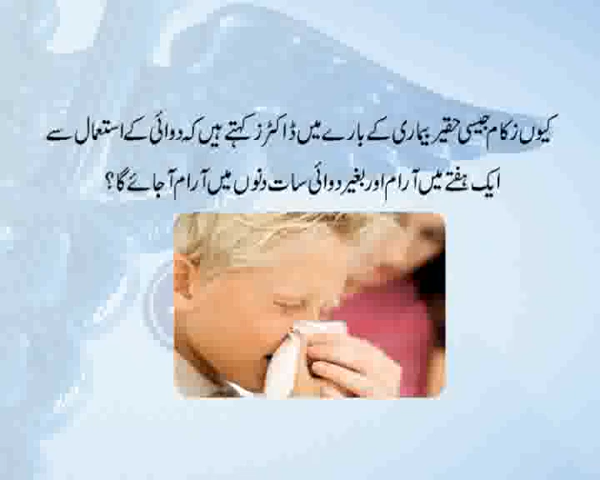 کیوں زکام جیسی حقیر بیماری کے بارے میں ڈاکٹرز کہتے ہیں کہ دوائی کے استعمال سے
ایک ہفتے میں آرام اور بغیر دوائی سات دنوں میں آرام آ جائے گا؟